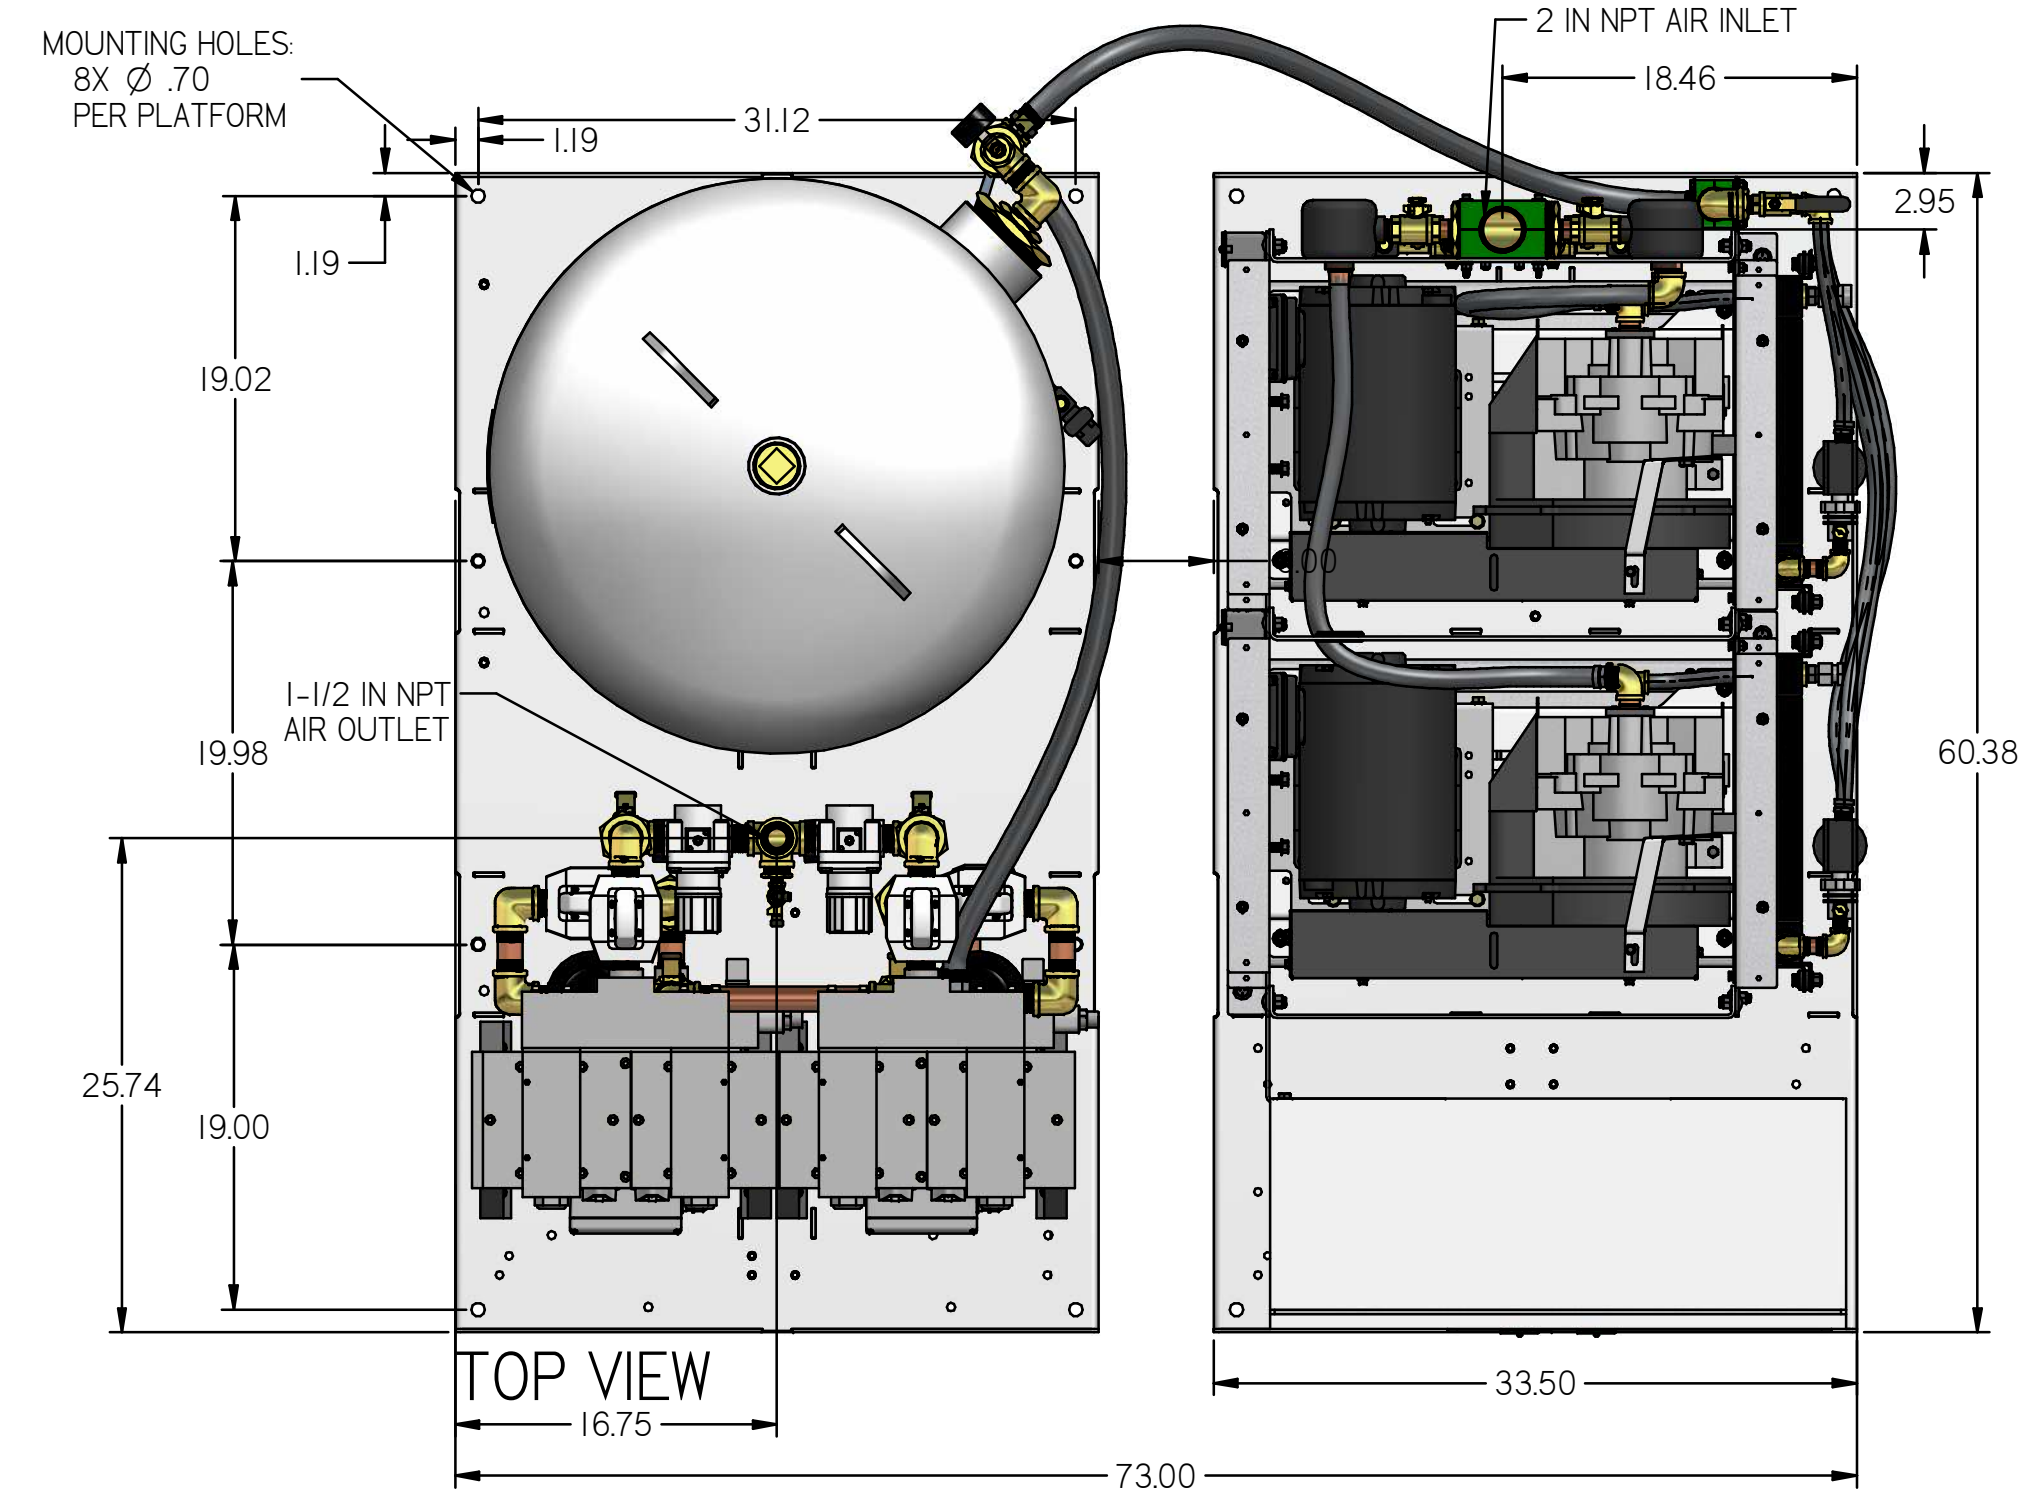 MOUNTING HOLES:
8X Ø .70
PER PLATFORM
2 IN NPT AIR INLET
18.46
31.12
1.19
2.95
1.19
19.02
1-1/2 IN NPT
AIR OUTLET
19.98
60.38
25.74
19.00
TOP VIEW
33.50
16.75
73.00